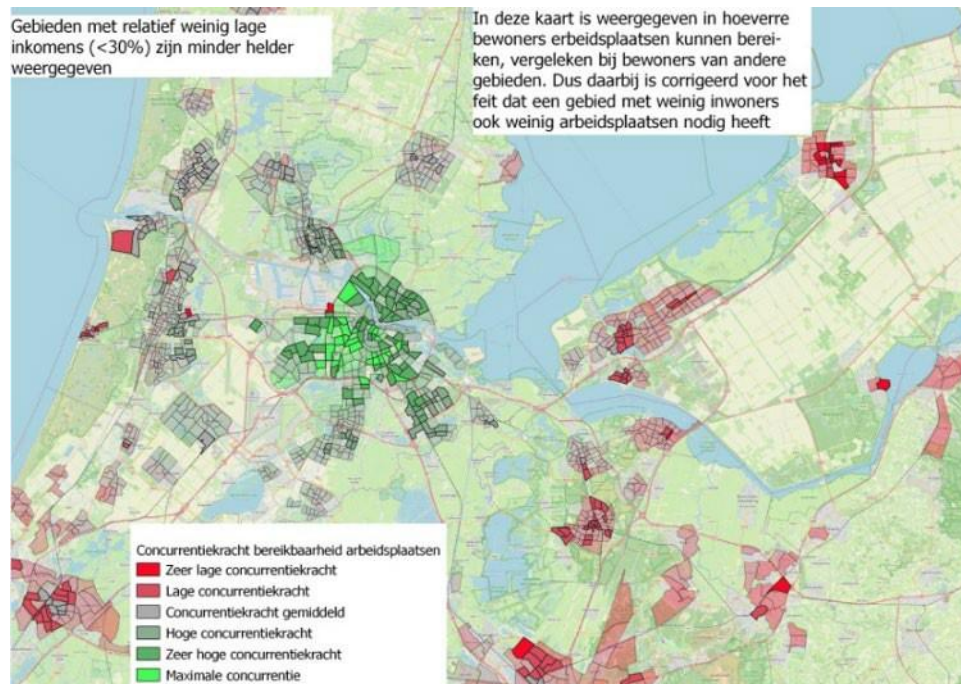 Gebieden met relatief weinig lage
inkomens (<30%) zijn minder helder
weergegeven
In deze kaart is weergegeven in hoeverre
bewoners erbeidsplaatsen kunnen berei-
ken, vergeleken bij bewoners van andere
gebieden. Dus daarbij is corrigeerd voor het
feit dat een gebied met weinig inwoners
ook weinig arbeidsplaatsen nodig heeft
Concurrentiekracht bereikbaarheid arbeidsplaatsen
Zeer lage concurrentiekracht
Lage concurrentiekracht
Concurrentiekracht gemiddeld
Hoge concurrentiekracht
Zeer hoge concurrentiekracht
Maximale concurrentie